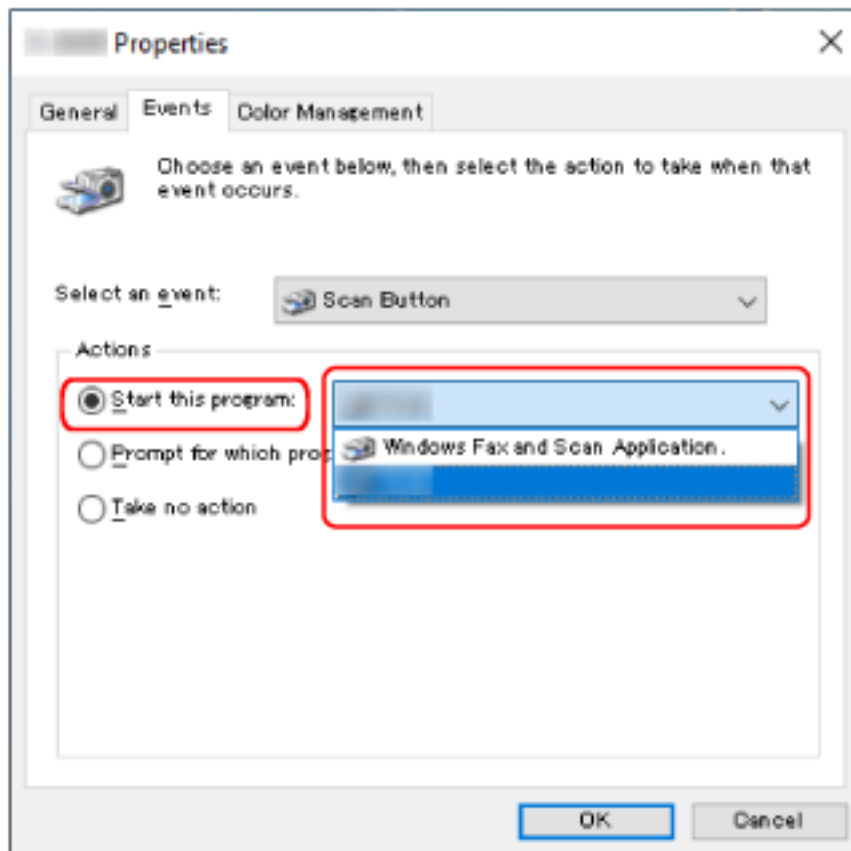 Properties
General Events Color Management
Choose an event below, then select the action to take when that
event occurs.
Select an event: Scan Button
Actions
Start this program:
Windows Fax and Scan Application.
Prompt for which
Take no action
OK Cancel